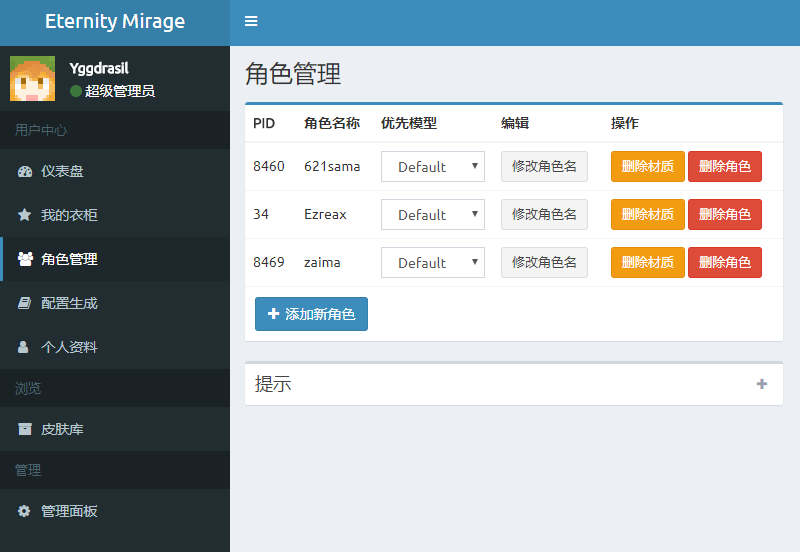 Eternity Mirage
Yggdrasil
超级管理员
用户中心
仪表盘
我的衣柜
角色管理
配置生成
个人资料
浏览
皮肤库
管理
管理面板
角色管理
PID 角色名称 优先模型 编辑 操作
8460 621sama Default 修改角色名 删除材质 删除角色
34 Ezreax Default 修改角色名 删除材质 删除角色
8469 zaima Default 修改角色名 删除材质 删除角色
添加新角色
提示